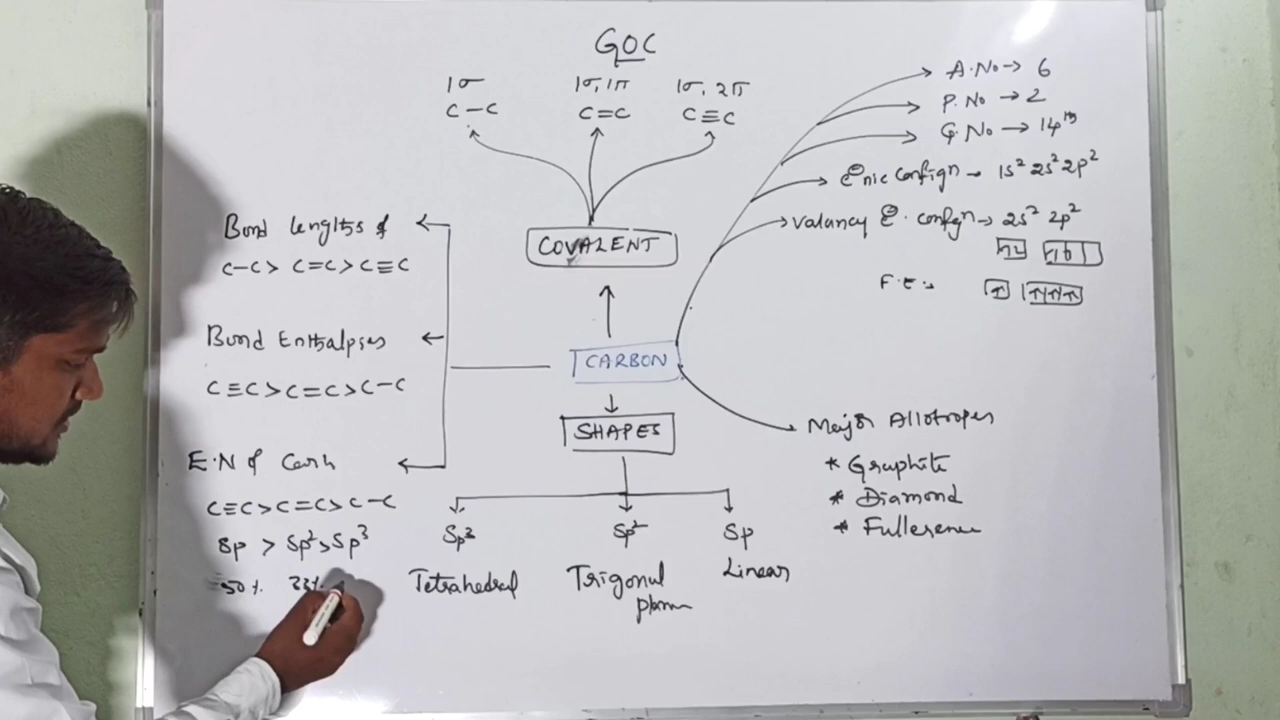 GOC
1σ 1σ, 1π 1σ, 2π
C-C C=C C≡C
COVALENT
CARBON
SHAPES
Sp3 Sp2 Sp
Tetrahedral Trigonal Linear
planar
A.No → 6
P.No → 2
G.No → 14th
e⊖nic config n → 1s² 2s² 2p²
Valancy e⊖. confgn → 2s² 2p²
F.E:-
Major Allotropes
* Graphite
* Diamond
* Fullerene
Bond lengths of
C-C > C=C > C≡C
Bond Enthalpies
C≡C > C=C > C-C
E.N of
C≡C > C=C > C-C
Sp > Sp² > Sp³
50%. 33%.